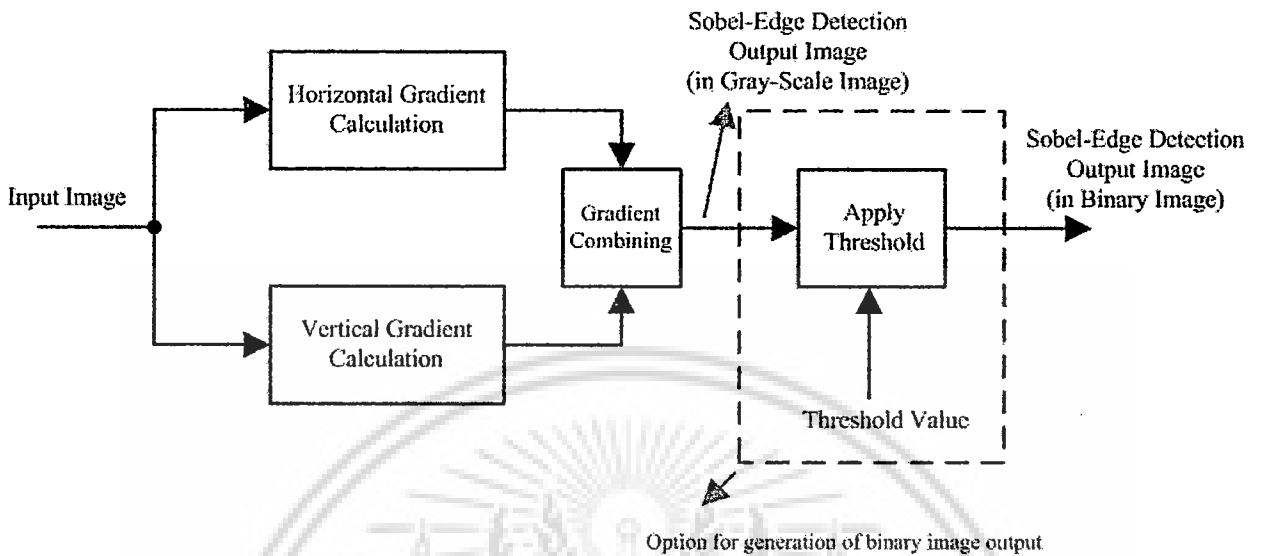 Sobel-Edge Detection
Output Image
(in Gray-Scale Image)
Horizontal Gradient
Calculation
Sobel-Edge Detection
Output Image
(in Binary Image)
Input Image
Gradient
Combining
Apply
Threshold
Vertical Gradient
Calculation
Threshold Value
Option for generation of binary image output